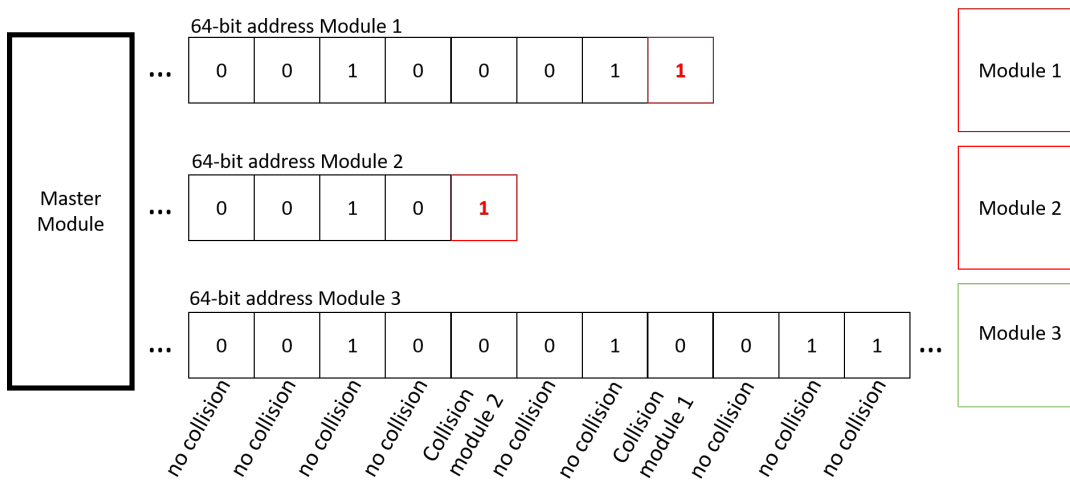 64-bit address Module 1
... 0 0 1 0 0 0 1 1
Module 1
Master
Module
64-bit address Module 2
... 0 0 1 0 1
Module 2
64-bit address Module 3
... 0 0 1 0 0 0 1 0 0 1 1 ...
Module 3
no collision
no collision
no collision
no collision
Collision
module 2
no collision
no collision
Collision
module 1
no collision
no collision
no collision